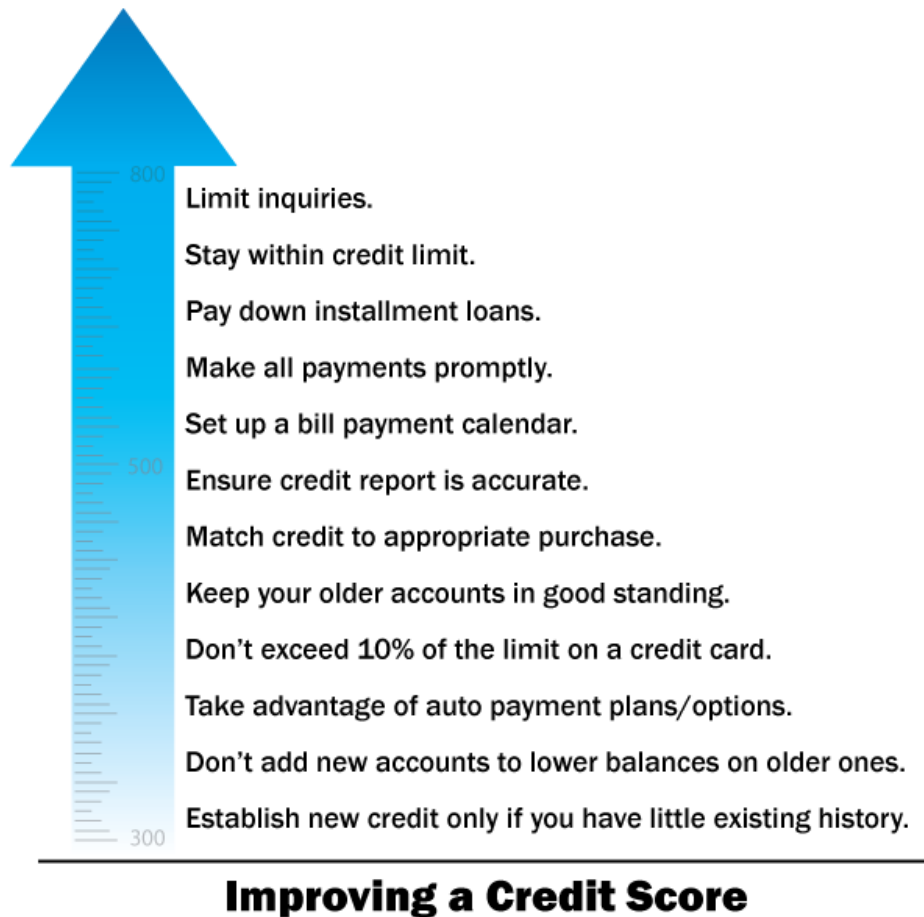 800
Limit inquiries.
Stay within credit limit.
Pay down installment loans.
Make all payments promptly.
Set up a bill payment calendar.
500
Ensure credit report is accurate.
Match credit to appropriate purchase.
Keep your older accounts in good standing.
Don't exceed 10% of the limit on a credit card.
Take advantage of auto payment plans/options.
Don't add new accounts to lower balances on older ones.
Establish new credit only if you have little existing history.
300
Improving a Credit Score